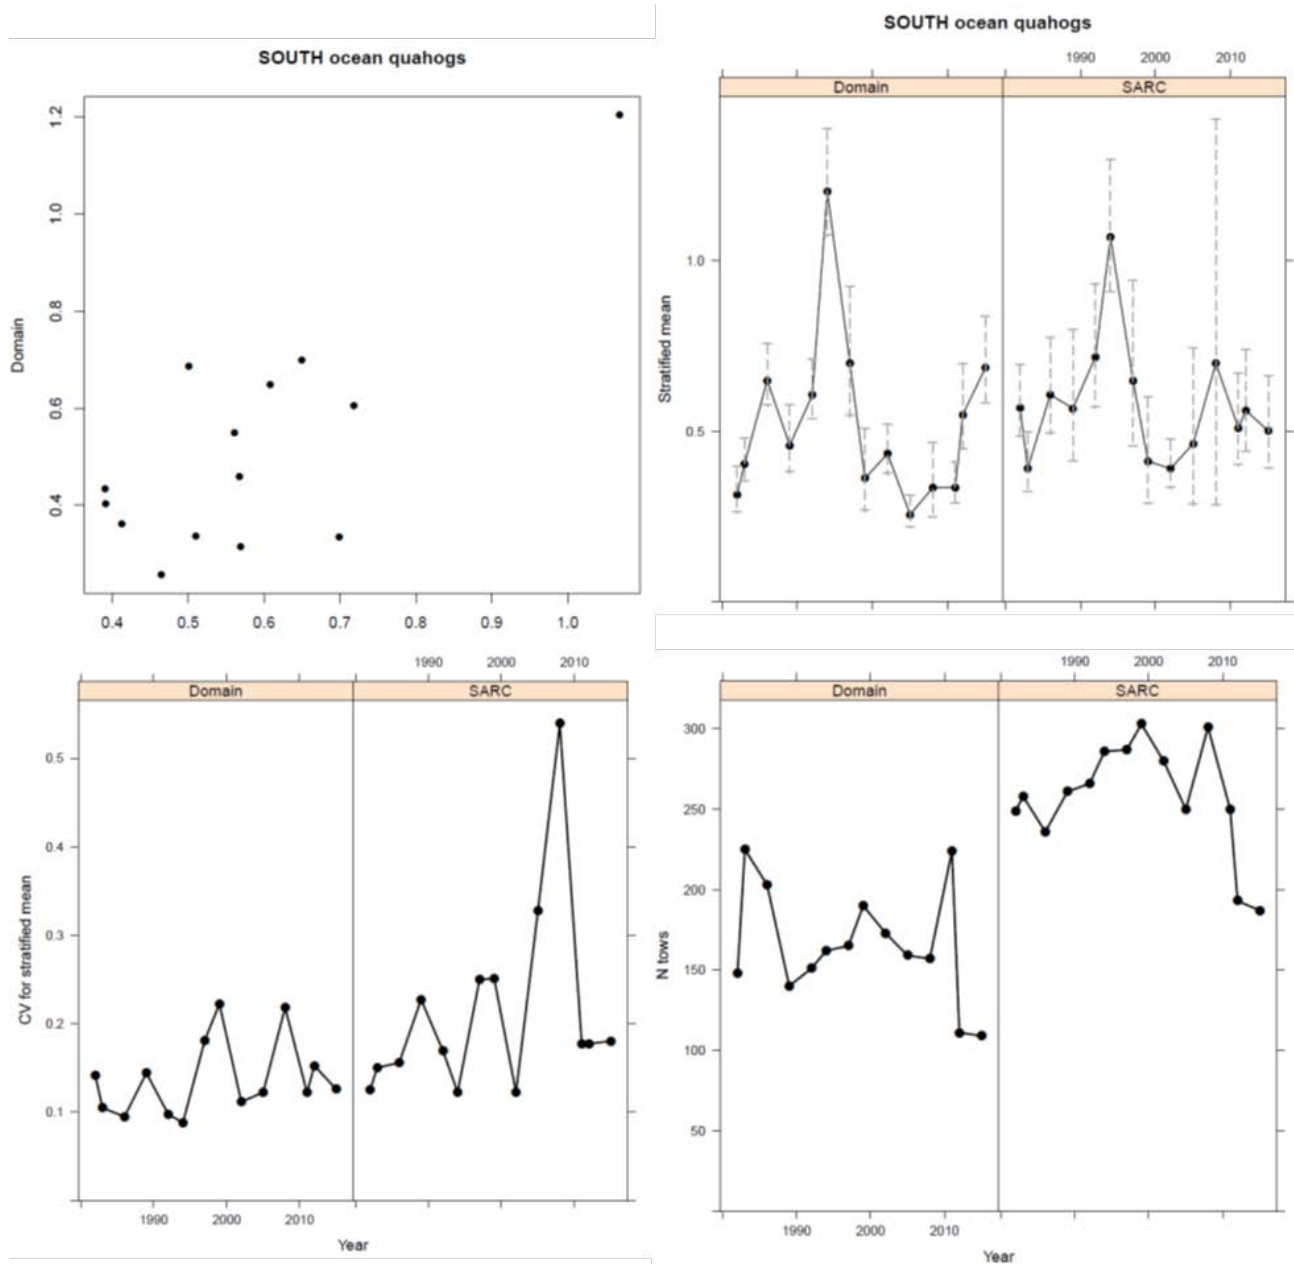 SOUTH ocean quahogs
Domain
1.2
1.0
0.8
0.6
0.4
0.4 0.5 0.6 0.7 0.8 0.9 1.0
SOUTH ocean quahogs
1990 2000 2010
Domain SARC
Stratified mean
1.0
0.5
1990 2000 2010
Domain SARC
CV for stratified mean
0.5
0.4
0.3
0.2
0.1
1990 2000 2010
Year
1990 2000 2010
Domain SARC
N tows
300
250
200
150
100
50
1990 2000 2010
Year